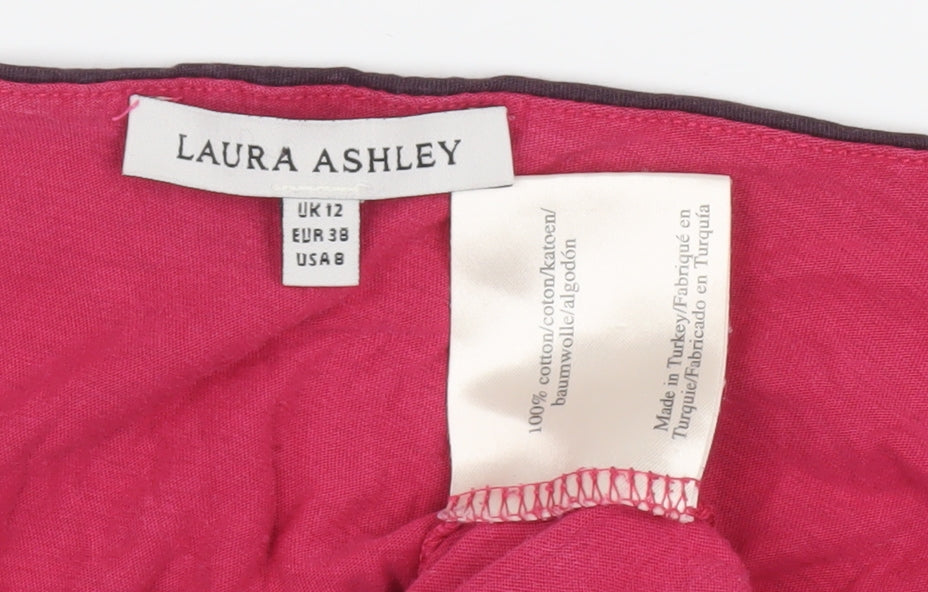 LAURA ASHLEY
UK 12
EUR 38
USA 8
100% cotton/coton/katoen/
baumwolle/algodón
Made in Turkey/Fabriqué en
Turquie/Fabricado en Turquía